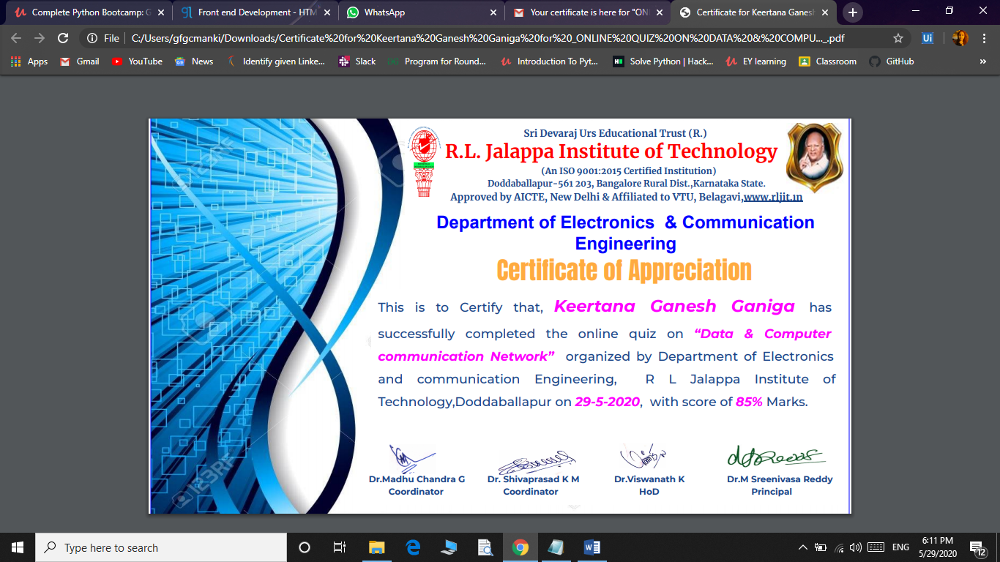 Complete Python Bootcamp: G
Front end Development - HTM
WhatsApp
Your certificate is here for "ONL
Certificate for Keertana Ganesh
File
C:/Users/gfgcmanki/Downloads/Certificate%20for%20Keertana%20Ganesh%20Ganiga%20for%20_ONLINE%20QUIZ%20ON%20DATA%20&%20COMPU..._.pdf
Apps
Gmail
YouTube
News
Identify given Linke...
Slack
Program for Round...
Introduction To Pyt...
Solve Python | Hack...
EY learning
Classroom
GitHub
»
Sri Devaraj Urs Educational Trust (R.)
R.L. Jalappa Institute of Technology
(An ISO 9001:2015 Certified Institution)
Doddaballapur-561 203, Bangalore Rural Dist.,Karnataka State.
Approved by AICTE, New Delhi & Affiliated to VTU, Belagavi,www.rljit.in
Department of Electronics & Communication
Engineering
Certificate of Appreciation
This is to Certify that, Keertana Ganesh Ganiga has
successfully completed the online quiz on “Data & Computer
communication Network” organized by Department of Electronics
and communication Engineering, R L Jalappa Institute of
Technology,Doddaballapur on 29-5-2020, with score of 85% Marks.
Dr.Madhu Chandra G
Coordinator
Dr. Shivaprasad K M
Coordinator
Dr.Viswanath K
HoD
Dr.M Sreenivasa Reddy
Principal
Type here to search
ENG
6:11 PM
5/29/2020
12